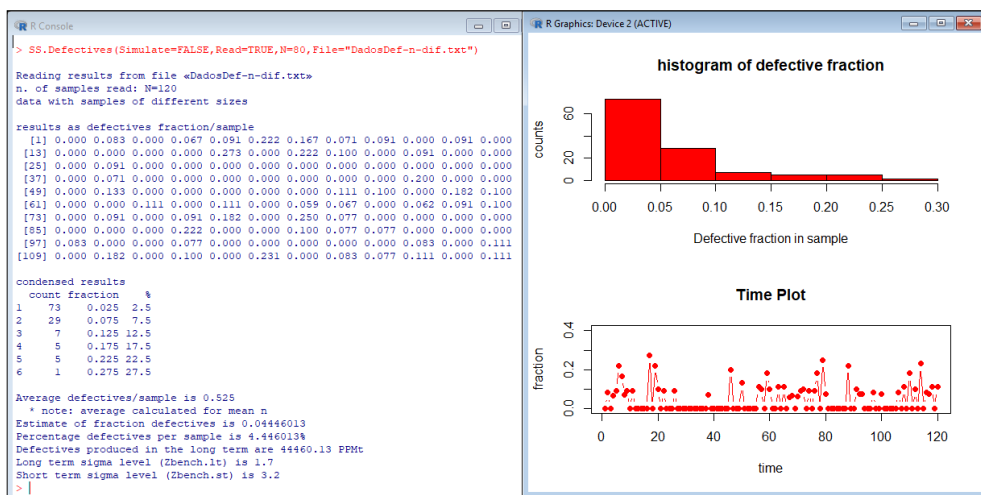 R Console
> SS.Defectives(Simulate=FALSE,Read=TRUE,N=80,File="DadosDef-n-dif.txt")
Reading results from file «DadosDef-n-dif.txt»
n. of samples read: N=120
data with samples of different sizes
results as defectives fraction/sample
[1] 0.000 0.083 0.000 0.067 0.091 0.222 0.167 0.071 0.091 0.000 0.091 0.000
[13] 0.000 0.000 0.000 0.000 0.273 0.000 0.222 0.100 0.000 0.091 0.000 0.000
[25] 0.000 0.091 0.000 0.000 0.000 0.000 0.000 0.000 0.000 0.000 0.000 0.000
[37] 0.000 0.071 0.000 0.000 0.000 0.000 0.000 0.000 0.000 0.200 0.000 0.000
[49] 0.000 0.133 0.000 0.000 0.000 0.000 0.000 0.111 0.100 0.000 0.182 0.100
[61] 0.000 0.000 0.111 0.000 0.111 0.000 0.059 0.067 0.000 0.062 0.091 0.100
[73] 0.000 0.091 0.000 0.091 0.182 0.000 0.250 0.077 0.000 0.000 0.000 0.000
[85] 0.000 0.000 0.000 0.222 0.000 0.100 0.077 0.077 0.000 0.000 0.000
[97] 0.083 0.000 0.000 0.077 0.000 0.000 0.000 0.000 0.000 0.083 0.000 0.111
[109] 0.000 0.182 0.000 0.100 0.000 0.231 0.000 0.083 0.077 0.111 0.000 0.111
condensed results
count fraction %
1 73 0.025 2.5
2 29 0.075 7.5
3 7 0.125 12.5
4 5 0.175 17.5
5 5 0.225 22.5
6 1 0.275 27.5
Average defectives/sample is 0.525
* note: average calculated for mean n
Estimate of fraction defectives is 0.04446013
Percentage defectives per sample is 4.446013%
Defectives produced in the long term are 44460.13 PPMt
Long term sigma level (Zbench.lt) is 1.7
Short term sigma level (Zbench.st) is 3.2
>
R Graphics: Device 2 (ACTIVE)
histogram of defective fraction
counts
0 20 60
0.00 0.05 0.10 0.15 0.20 0.25 0.30
Defective fraction in sample
Time Plot
fraction
0.0 0.2 0.4
0 20 40 60 80 100 120
time